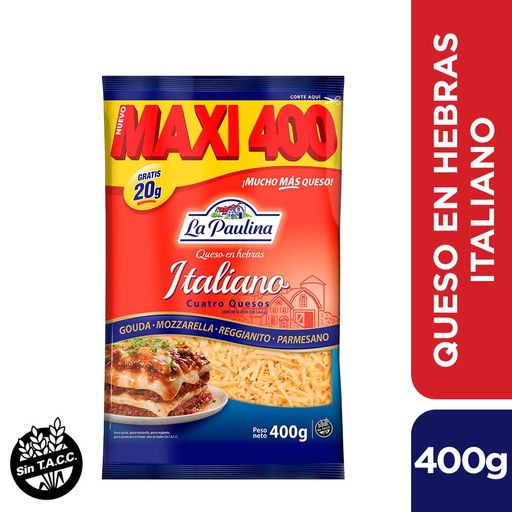 CORTE AQUÍ
NUEVO
MAXI 400
GRATIS
20g
¡MUCHO MÁS QUESO!
La Paulina
Queso en hebras
Italiano
Cuatro Quesos
GOUDA · MOZZARELLA · REGGIANITO · PARMESANO
Peso
neto 400g
Sin T.A.C.C.
QUESO EN HEBRAS
ITALIANO
400g